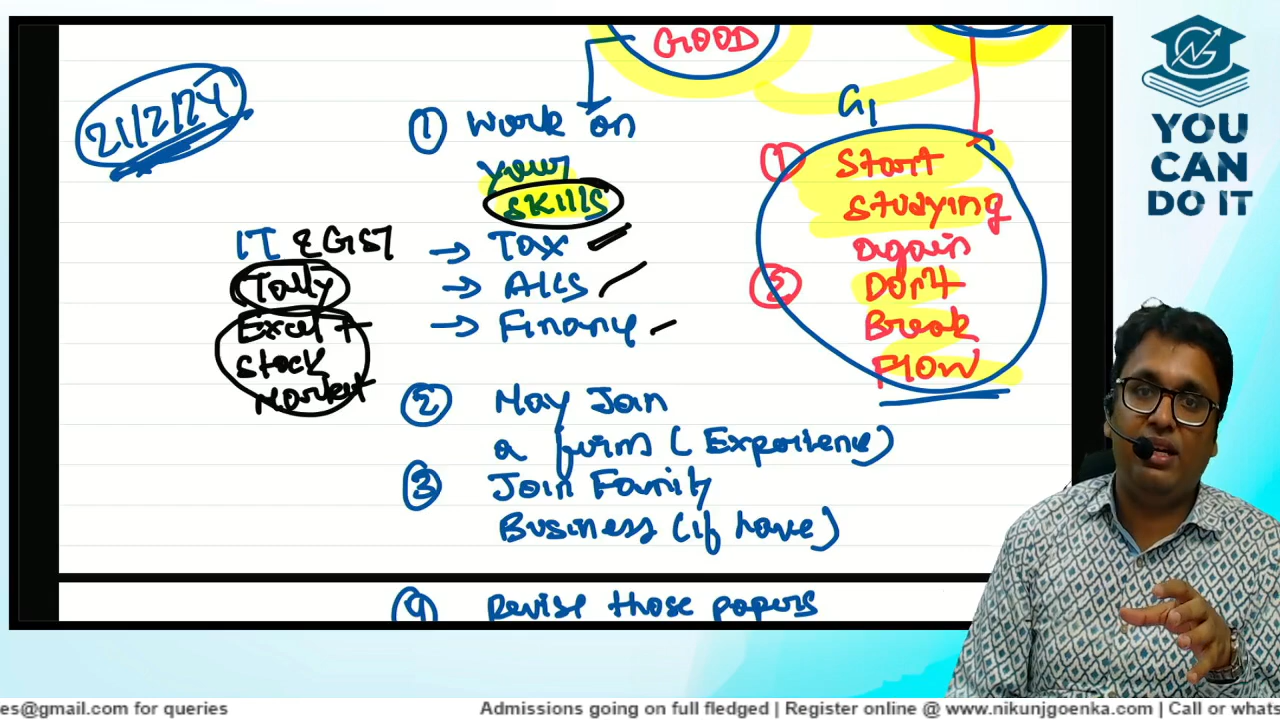 GOOD
21/2/24
G1
① Work on
your
SKILLS
IT & GST → Tax
Tally → A/Cs
Excel + → Finance
Stock
Market
② May Join
a firm (Experience)
③ Join Family
Business (if have)
④ Revise those papers
① Start
Studying
again
② Don't
Break
Flow
NG
YOU
CAN
DO IT
es@gmail.com for queries
Admissions going on full fledged | Register online @ www.nikunjgoenka.com | Call or whats